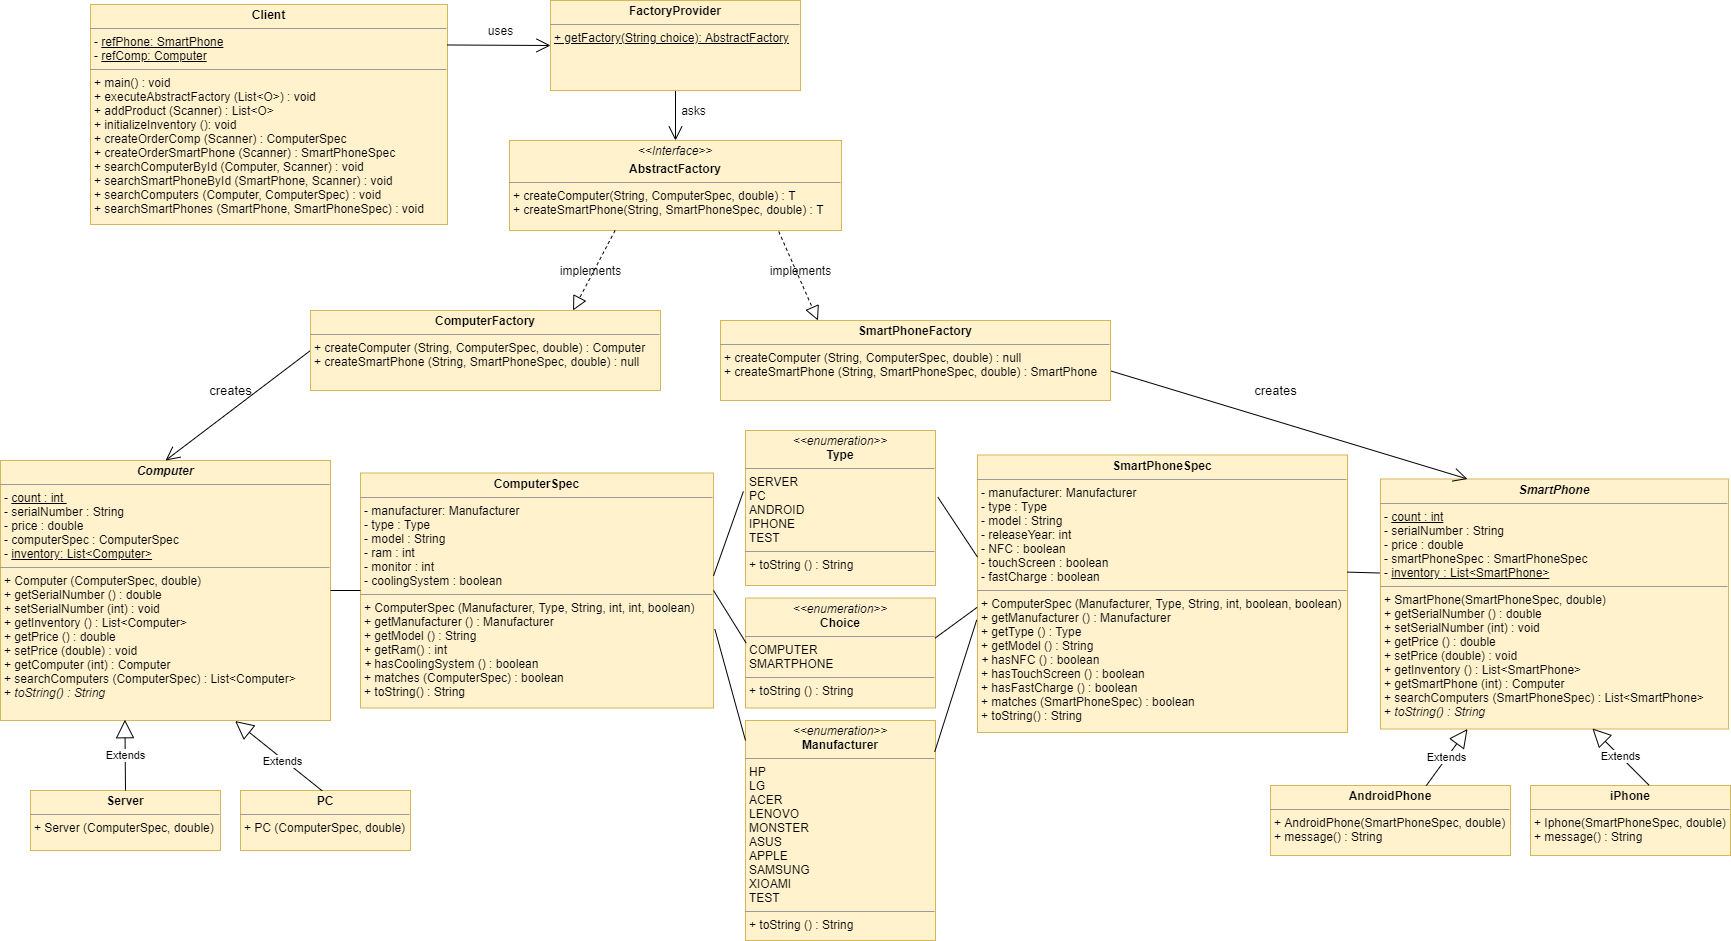 Client
- refPhone: SmartPhone
- refComp: Computer
+ main() : void
+ executeAbstractFactory (List<O>) : void
+ addProduct (Scanner) : List<O>
+ initializeInventory (): void
+ createOrderComp (Scanner) : ComputerSpec
+ createOrderSmartPhone (Scanner) : SmartPhoneSpec
+ searchComputerById (Computer, Scanner) : void
+ searchSmartPhoneById (SmartPhone, Scanner) : void
+ searchComputers (Computer, ComputerSpec) : void
+ searchSmartPhones (SmartPhone, SmartPhoneSpec) : void
uses
FactoryProvider
+ getFactory(String choice): AbstractFactory
asks
<<Interface>>
AbstractFactory
+ createComputer(String, ComputerSpec, double) : T
+ createSmartPhone(String, SmartPhoneSpec, double) : T
implements
implements
ComputerFactory
+ createComputer (String, ComputerSpec, double) : Computer
+ createSmartPhone (String, SmartPhoneSpec, double) : null
SmartPhoneFactory
+ createComputer (String, ComputerSpec, double) : null
+ createSmartPhone (String, SmartPhoneSpec, double) : SmartPhone
creates
creates
Computer
- count : int
- serialNumber : String
- price : double
- computerSpec : ComputerSpec
- inventory: List<Computer>
+ Computer (ComputerSpec, double)
+ getSerialNumber () : double
+ setSerialNumber (int) : void
+ getInventory () : List<Computer>
+ getPrice () : double
+ setPrice (double) : void
+ getComputer (int) : Computer
+ searchComputers (ComputerSpec) : List<Computer>
+ toString() : String
ComputerSpec
- manufacturer: Manufacturer
- type : Type
- model : String
- ram : int
- monitor : int
- coolingSystem : boolean
+ ComputerSpec (Manufacturer, Type, String, int, int, boolean)
+ getManufacturer () : Manufacturer
+ getModel () : String
+ getRam() : int
+ hasCoolingSystem () : boolean
+ matches (ComputerSpec) : boolean
+ toString() : String
<<enumeration>>
Type
SERVER
PC
ANDROID
IPHONE
TEST
+ toString () : String
<<enumeration>>
Choice
COMPUTER
SMARTPHONE
+ toString () : String
<<enumeration>>
Manufacturer
HP
LG
ACER
LENOVO
MONSTER
ASUS
APPLE
SAMSUNG
XIOAMI
TEST
+ toString () : String
SmartPhoneSpec
- manufacturer: Manufacturer
- type : Type
- model : String
- releaseYear: int
- NFC : boolean
- touchScreen : boolean
- fastCharge : boolean
+ ComputerSpec (Manufacturer, Type, String, int, boolean, boolean)
+ getManufacturer () : Manufacturer
+ getType () : Type
+ getModel () : String
+ hasNFC () : boolean
+ hasTouchScreen () : boolean
+ hasFastCharge () : boolean
+ matches (SmartPhoneSpec) : boolean
+ toString() : String
SmartPhone
- count : int
- serialNumber : String
- price : double
- smartPhoneSpec : SmartPhoneSpec
- inventory : List<SmartPhone>
+ SmartPhone(SmartPhoneSpec, double)
+ getSerialNumber () : double
+ setSerialNumber (int) : void
+ getPrice () : double
+ setPrice (double) : void
+ getInventory () : List<SmartPhone>
+ getSmartPhone (int) : Computer
+ searchComputers (SmartPhoneSpec) : List<SmartPhone>
+ toString() : String
Extends
Extends
Extends
Extends
Server
+ Server (ComputerSpec, double)
PC
+ PC (ComputerSpec, double)
AndroidPhone
+ AndroidPhone(SmartPhoneSpec, double)
+ message() : String
iPhone
+ Iphone(SmartPhoneSpec, double)
+ message() : String